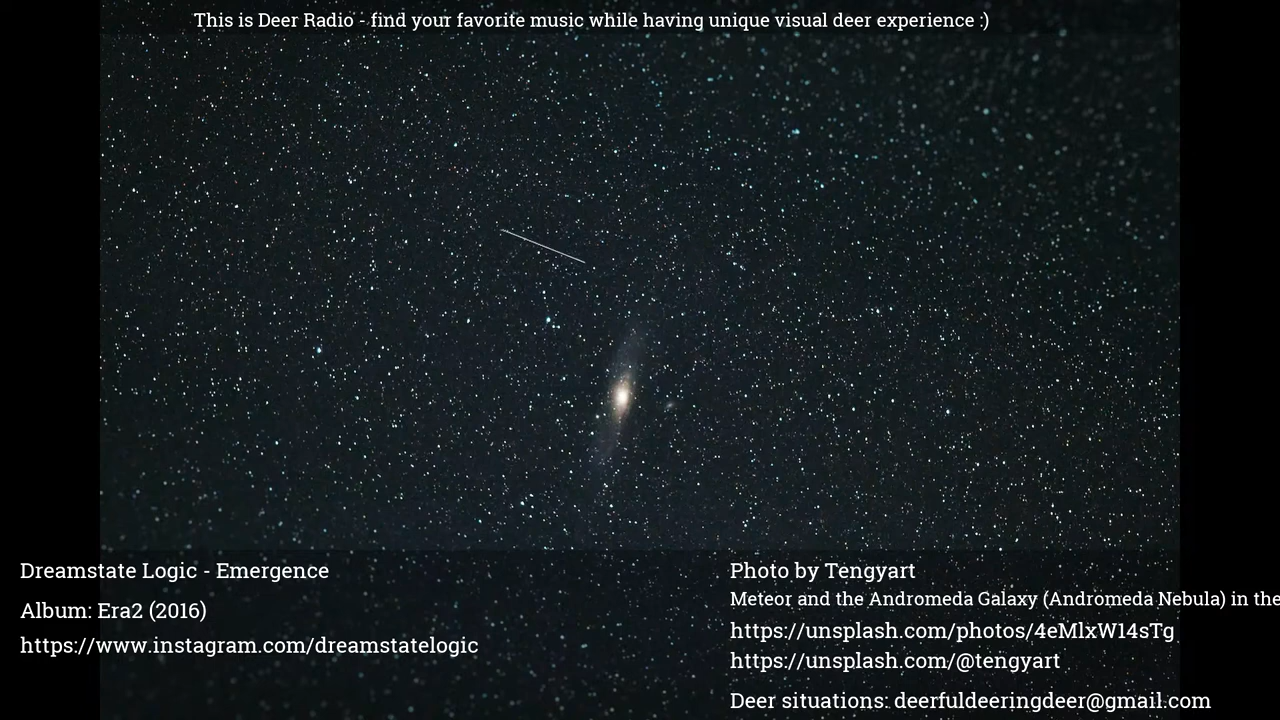 This is Deer Radio - find your favorite music while having unique visual deer experience :)
Dreamstate Logic - Emergence
Album: Era2 (2016)
https://www.instagram.com/dreamstatelogic
Photo by Tengyart
Meteor and the Andromeda Galaxy (Andromeda Nebula) in the
https://unsplash.com/photos/4eMlxW14sTg
https://unsplash.com/@tengyart
Deer situations: deerfuldeeringdeer@gmail.com